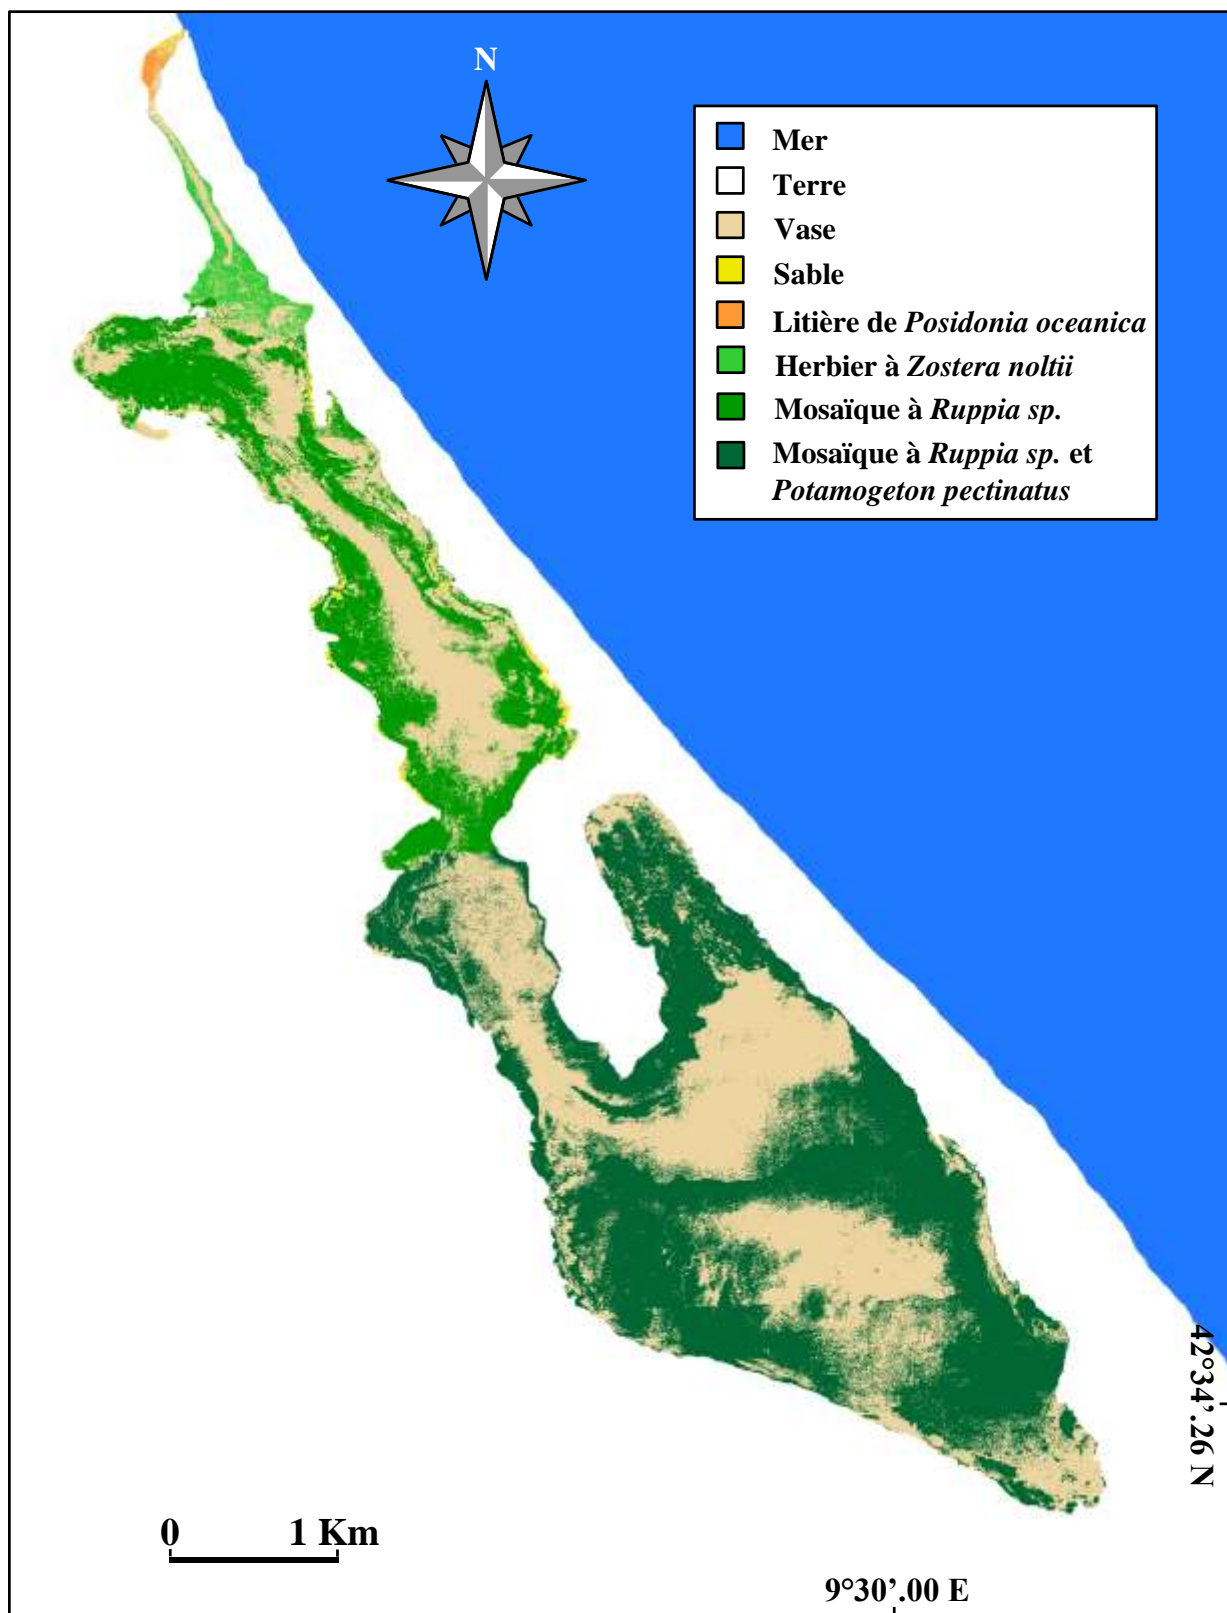 N
Mer
Terre
Vase
Sable
Litière de Posidonia oceanica
Herbier à Zostera noltii
Mosaïque à Ruppia sp.
Mosaïque à Ruppia sp. et
Potamogeton pectinatus
42°34'.26 N
0 1 Km
9°30'.00 E